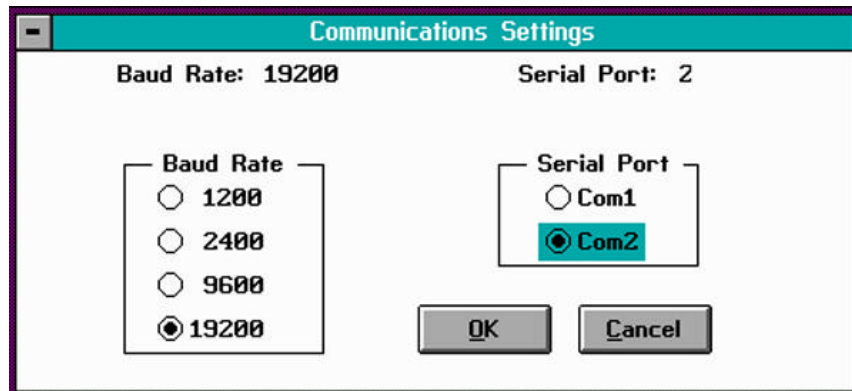 Communications Settings
Baud Rate: 19200
Serial Port: 2
Baud Rate
1200
2400
9600
19200
Serial Port
Com1
Com2
OK
Cancel